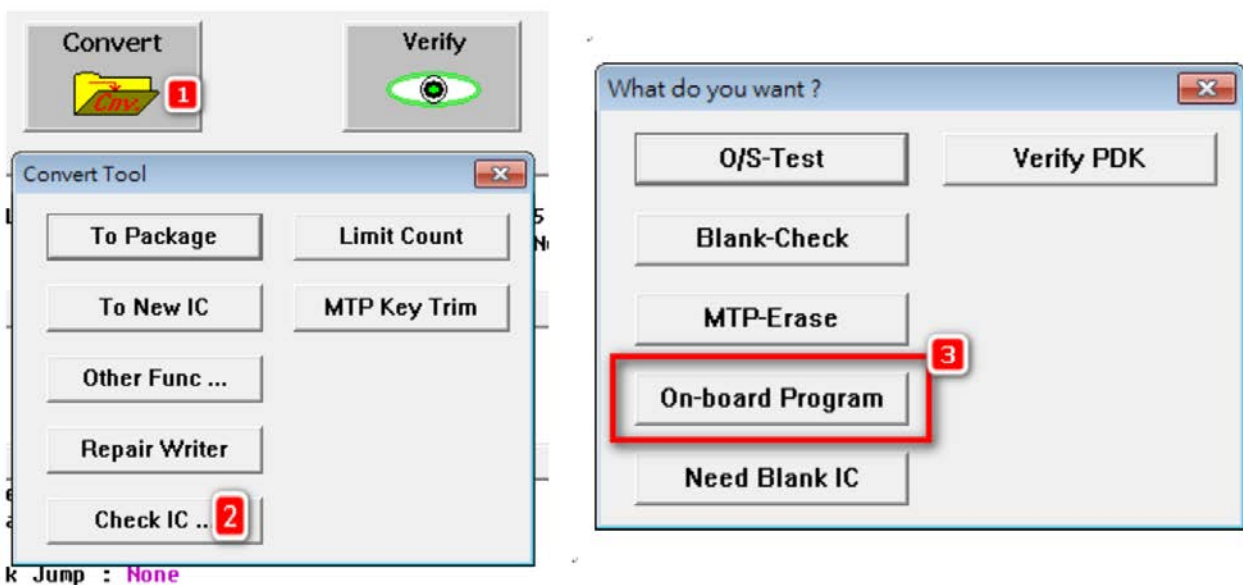 Convert
Cnv.
1
Verify
Convert Tool
To Package
Limit Count
To New IC
MTP Key Trim
Other Func ...
Repair Writer
Check IC ..
2
k Jump : None
What do you want ?
O/S-Test
Verify PDK
Blank-Check
MTP-Erase
3
On-board Program
Need Blank IC